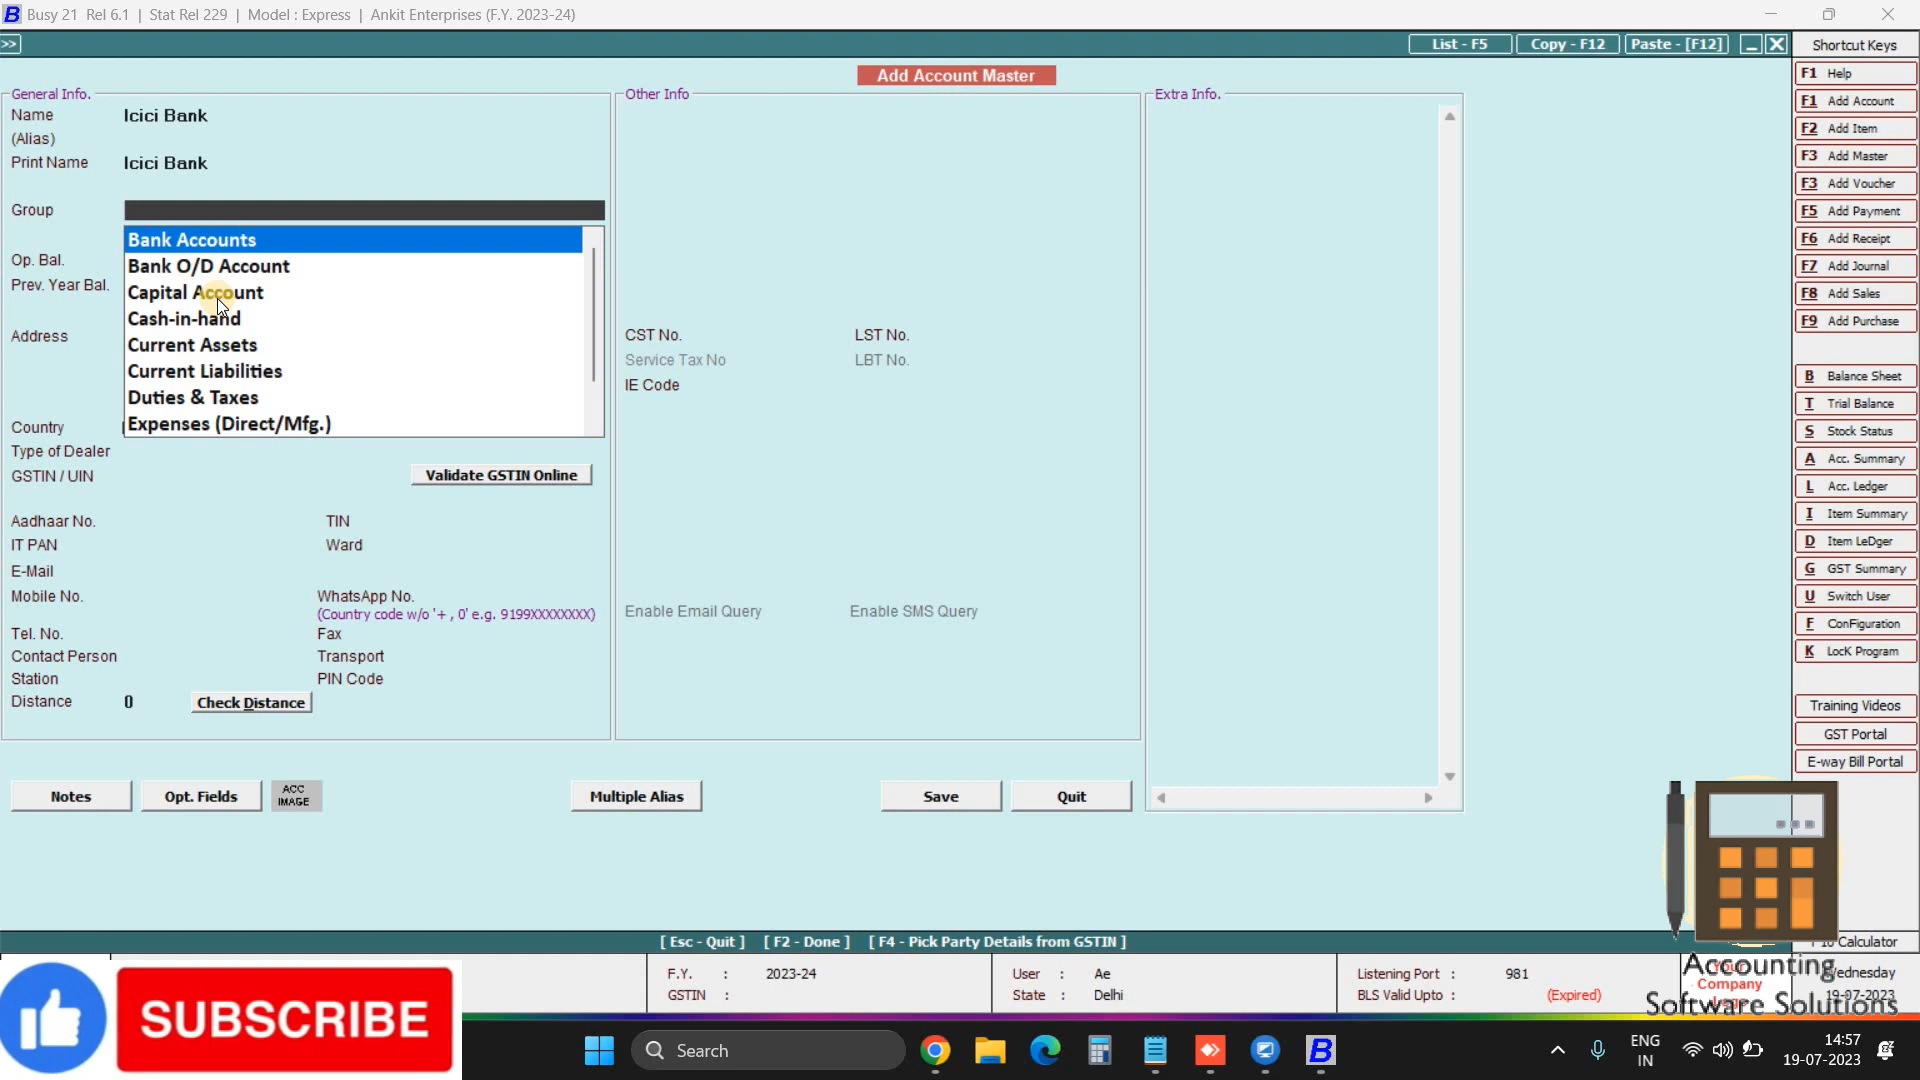 Busy 21 Rel 6.1 | Stat Rel 229 | Model : Express | Ankit Enterprises (F.Y. 2023-24)
>> List - F5 Copy - F12 Paste - [F12] Shortcut Keys
Add Account Master
General Info. Other Info Extra Info.
Name Icici Bank
(Alias)
Print Name Icici Bank
Group
Bank Accounts
Bank O/D Account
Capital Account
Cash-in-hand
Current Assets
Current Liabilities
Duties & Taxes
Expenses (Direct/Mfg.)
Op. Bal.
Prev. Year Bal.
Address
Country
Type of Dealer
GSTIN / UIN Validate GSTIN Online
Aadhaar No. TIN
IT PAN Ward
E-Mail
Mobile No. WhatsApp No.
(Country code w/o '+ , 0' e.g. 9199XXXXXXXX)
Tel. No. Fax
Contact Person Transport
Station PIN Code
Distance 0 Check Distance
CST No. LST No.
Service Tax No LBT No.
IE Code
Enable Email Query Enable SMS Query
Notes Opt. Fields ACC IMAGE Multiple Alias Save Quit
F1 Help
F1 Add Account
F2 Add Item
F3 Add Master
F3 Add Voucher
F5 Add Payment
F6 Add Receipt
F7 Add Journal
F8 Add Sales
F9 Add Purchase
B Balance Sheet
T Trial Balance
S Stock Status
A Acc. Summary
L Acc. Ledger
I Item Summary
D Item LeDger
G GST Summary
U Switch User
F ConFiguration
K LocK Program
Training Videos
GST Portal
E-way Bill Portal
[ Esc - Quit ] [ F2 - Done ] [ F4 - Pick Party Details from GSTIN ]
Calculator
F.Y. : 2023-24 User : Ae Listening Port : 981
GSTIN : State : Delhi BLS Valid Upto : (Expired)
Your Company
Wednesday
19-07-2023
Accounting
Software Solutions
SUBSCRIBE
Search
ENG
IN
14:57
19-07-2023